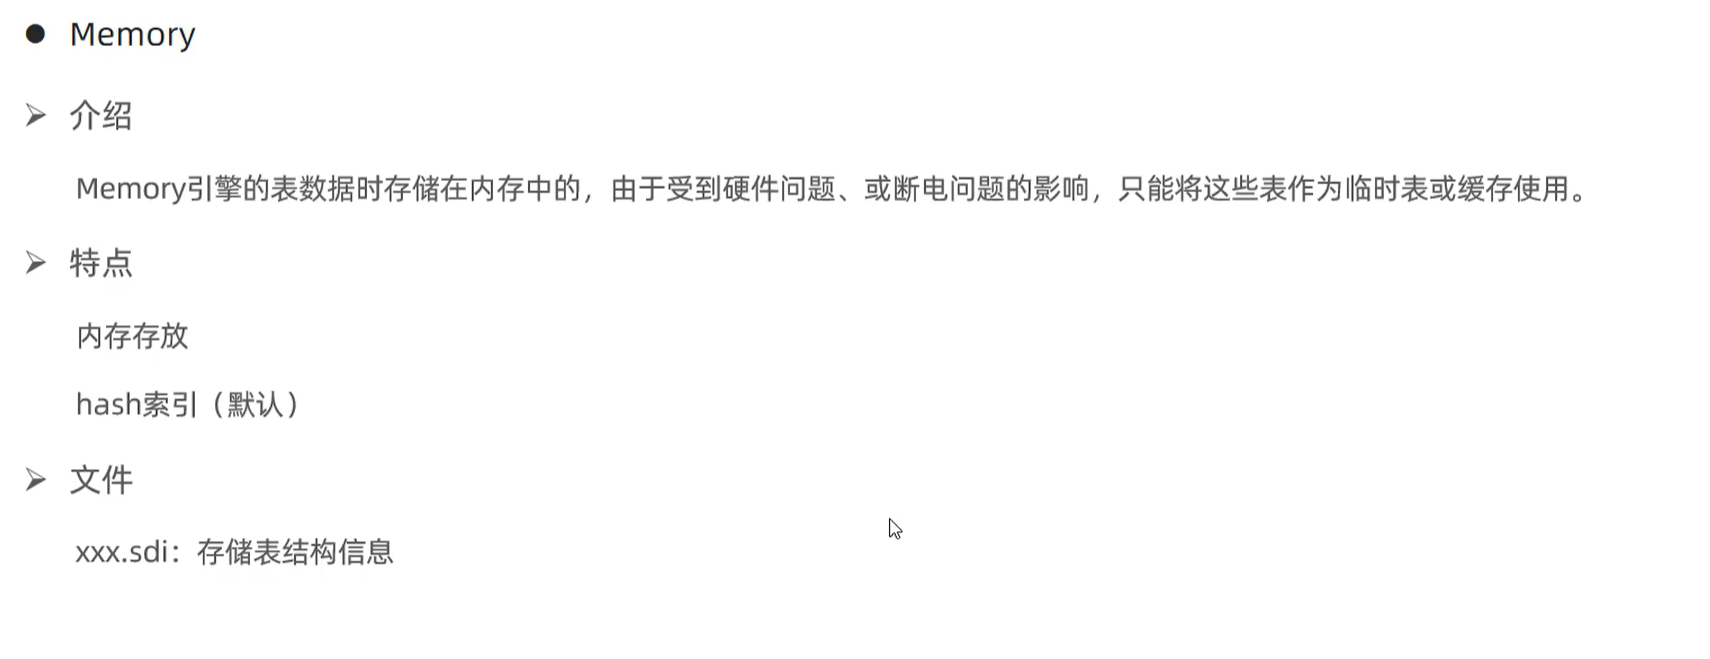 ● Memory
➢ 介绍
Memory引擎的表数据时存储在内存中的，由于受到硬件问题、或断电问题的影响，只能将这些表作为临时表或缓存使用。
➢ 特点
内存存放
hash索引（默认）
➢ 文件
xxx.sdi：存储表结构信息